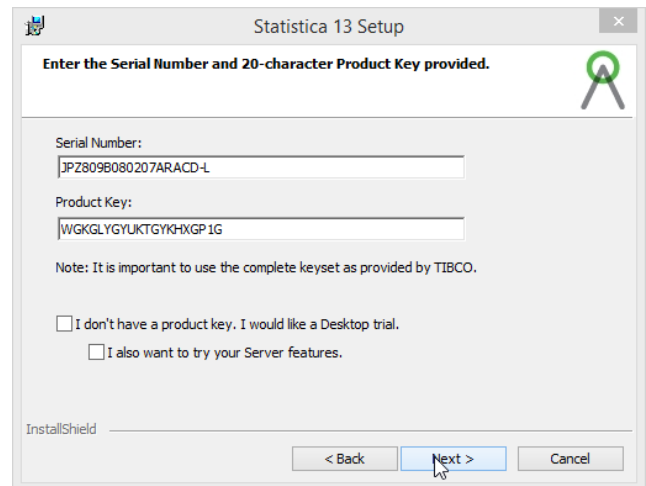 Statistica 13 Setup
Enter the Serial Number and 20-character Product Key provided.
Serial Number:
JPZ809B080207ARACD-L
Product Key:
WGKGLYGYUKTGYKHXGP1G
Note: It is important to use the complete keyset as provided by TIBCO.
I don't have a product key. I would like a Desktop trial.
I also want to try your Server features.
InstallShield
< Back Next > Cancel